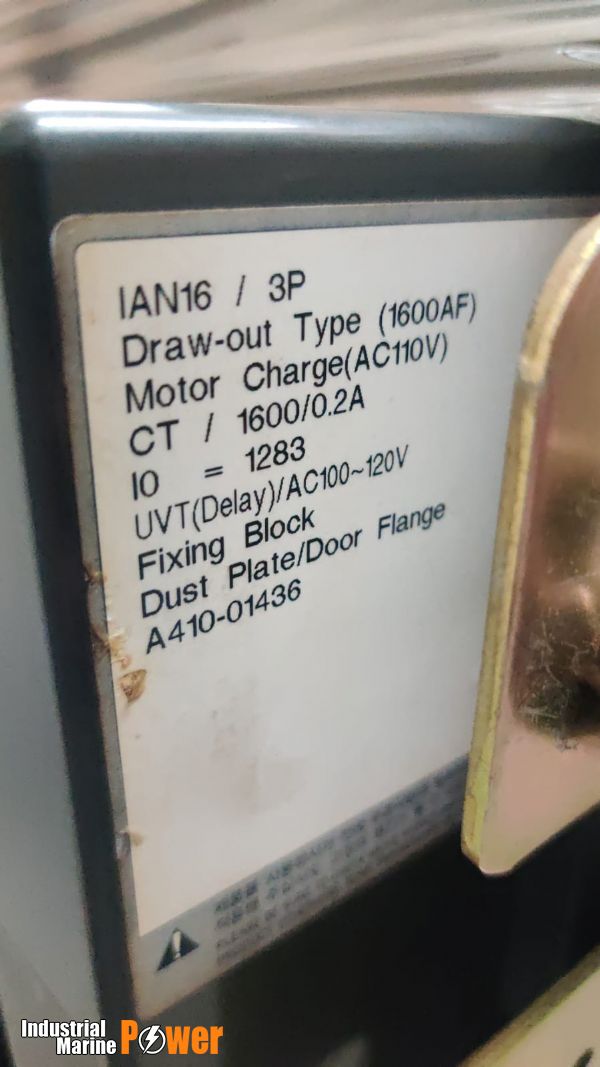 IAN16 / 3P
Draw-out Type (1600AF)
Motor Charge(AC110V)
CT / 1600/0.2A
IO = 1283
UVT(Delay)/AC100~120V
Fixing Block
Dust Plate/Door Flange
A410-01436
Industrial
Marine Power